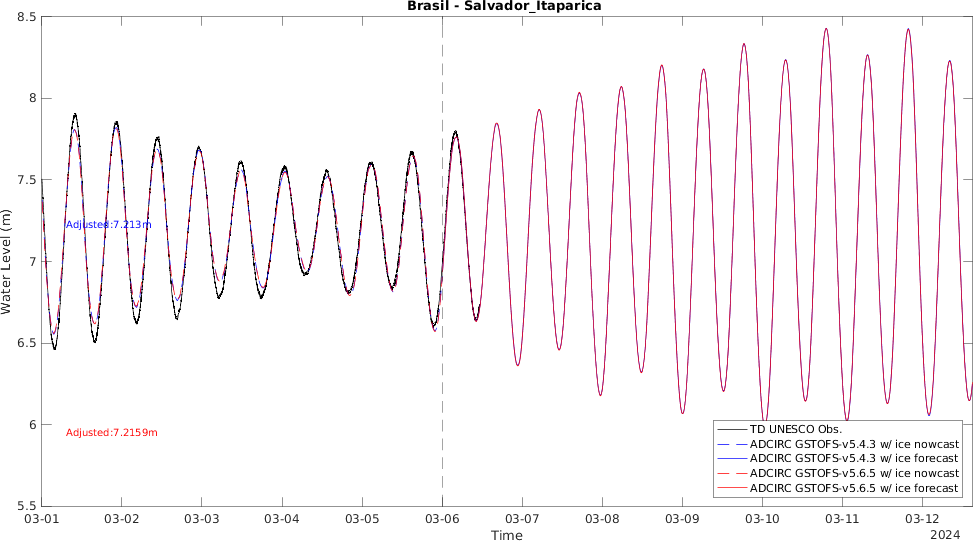 Brasil - Salvador_Itaparica
8.5
8
7.5
7
6.5
6
5.5
Water Level (m)
Adjusted:7.213m
Adjusted:7.2159m
TD UNESCO Obs.
ADCIRC GSTOFS-v5.4.3 w/ ice nowcast
ADCIRC GSTOFS-v5.4.3 w/ ice forecast
ADCIRC GSTOFS-v5.6.5 w/ ice nowcast
ADCIRC GSTOFS-v5.6.5 w/ ice forecast
03-01 03-02 03-03 03-04 03-05 03-06 03-07 03-08 03-09 03-10 03-11 03-12
Time
2024